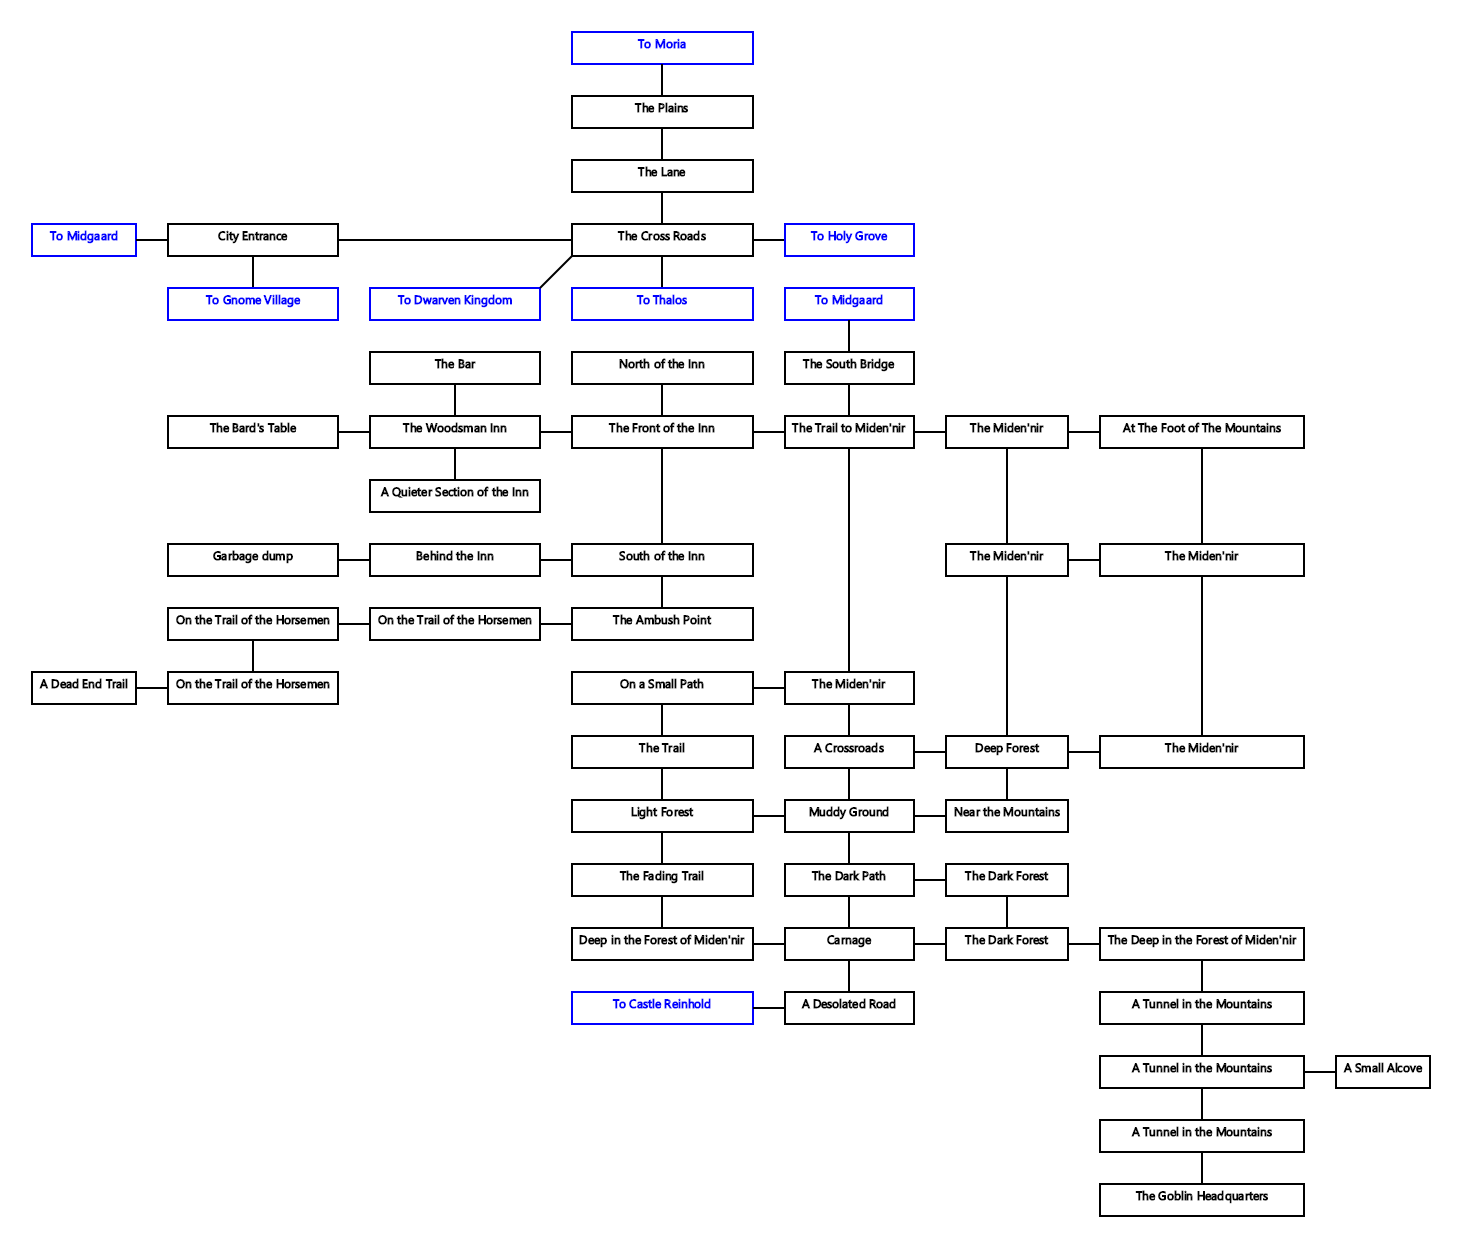 To Moria
The Plains
The Lane
To Midgaard
City Entrance
The Cross Roads
To Holy Grove
To Gnome Village
To Dwarven Kingdom
To Thalos
To Midgaard
The Bar
North of the Inn
The South Bridge
The Bard's Table
The Woodsman Inn
The Front of the Inn
The Trail to Miden'nir
The Miden'nir
At The Foot of The Mountains
A Quieter Section of the Inn
Garbage dump
Behind the Inn
South of the Inn
The Miden'nir
The Miden'nir
On the Trail of the Horsemen
On the Trail of the Horsemen
The Ambush Point
A Dead End Trail
On the Trail of the Horsemen
On a Small Path
The Miden'nir
The Trail
A Crossroads
Deep Forest
The Miden'nir
Light Forest
Muddy Ground
Near the Mountains
The Fading Trail
The Dark Path
The Dark Forest
Deep in the Forest of Miden'nir
Carnage
The Dark Forest
The Deep in the Forest of Miden'nir
To Castle Reinhold
A Desolated Road
A Tunnel in the Mountains
A Tunnel in the Mountains
A Small Alcove
A Tunnel in the Mountains
The Goblin Headquarters